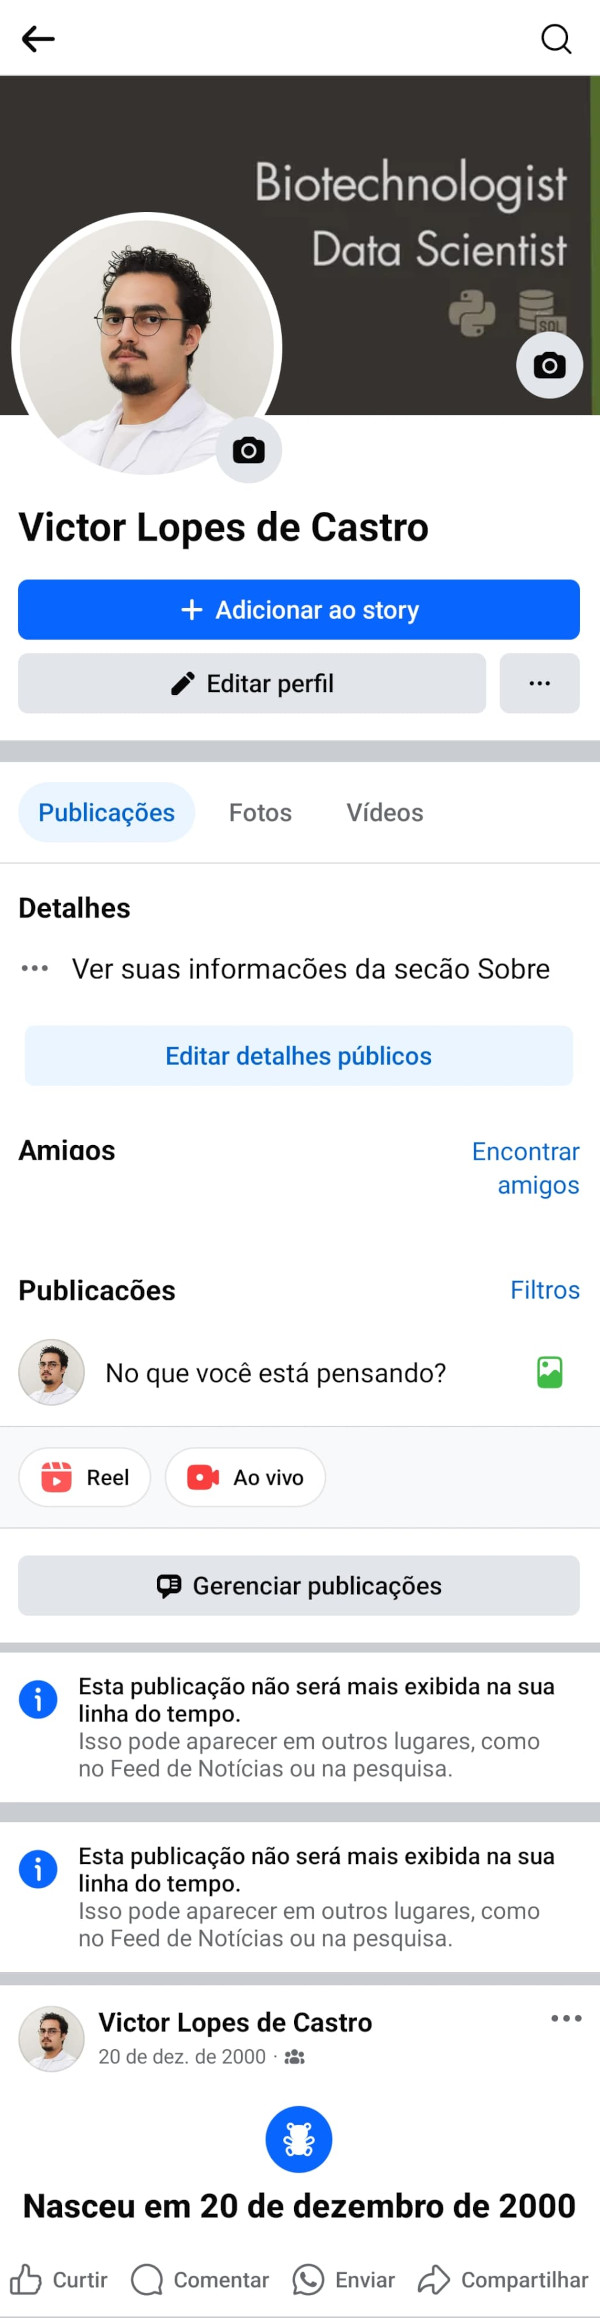 Biotechnologist
Data Scientist
SQL
Victor Lopes de Castro
+ Adicionar ao story
Editar perfil
Publicações Fotos Vídeos
Detalhes
Ver suas informacões da secão Sobre
Editar detalhes públicos
Amigos Encontrar
amigos
Publicacões Filtros
No que você está pensando?
Reel Ao vivo
Gerenciar publicações
Esta publicação não será mais exibida na sua
linha do tempo.
Isso pode aparecer em outros lugares, como
no Feed de Notícias ou na pesquisa.
Esta publicação não será mais exibida na sua
linha do tempo.
Isso pode aparecer em outros lugares, como
no Feed de Notícias ou na pesquisa.
Victor Lopes de Castro
20 de dez. de 2000 ·
Nasceu em 20 de dezembro de 2000
Curtir Comentar Enviar Compartilhar